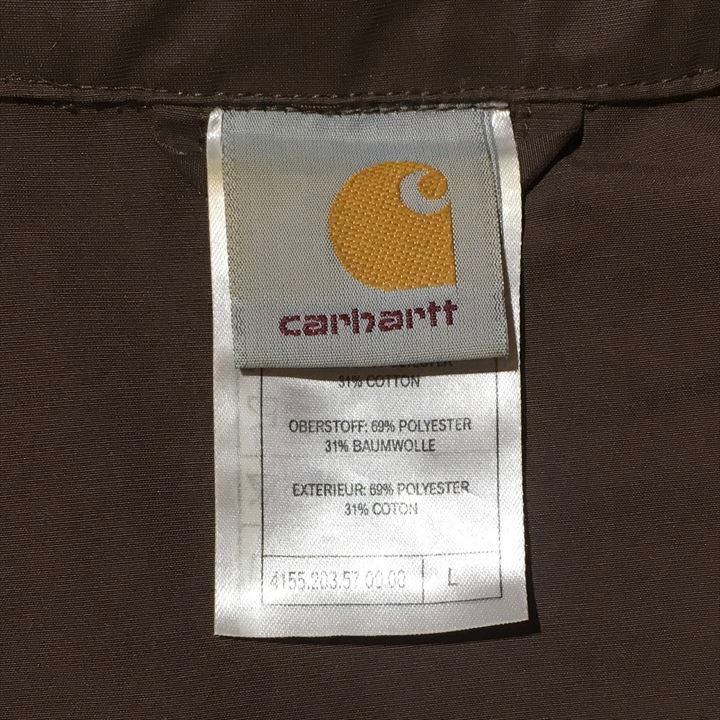 carhartt
31% COTTON
OBERSTOFF: 69% POLYESTER
31% BAUMWOLLE
EXTERIEUR: 69% POLYESTER
31% COTON
4155.203.57.00.00 L